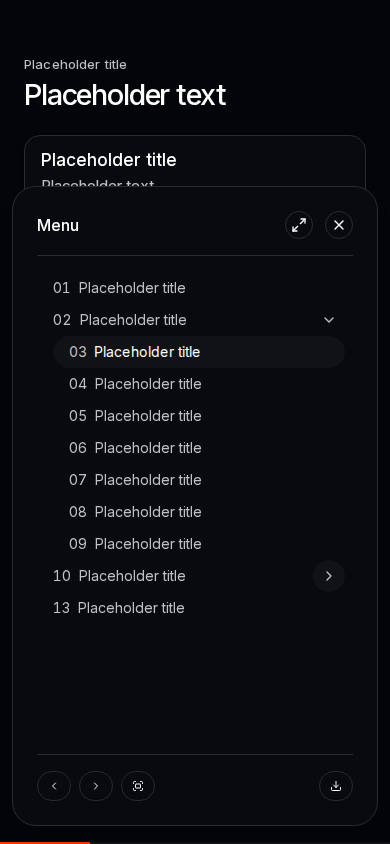 Placeholder title
Placeholder text
Placeholder title
Placeholder text
Menu
01 Placeholder title
02 Placeholder title
03 Placeholder title
04 Placeholder title
05 Placeholder title
06 Placeholder title
07 Placeholder title
08 Placeholder title
09 Placeholder title
10 Placeholder title
13 Placeholder title